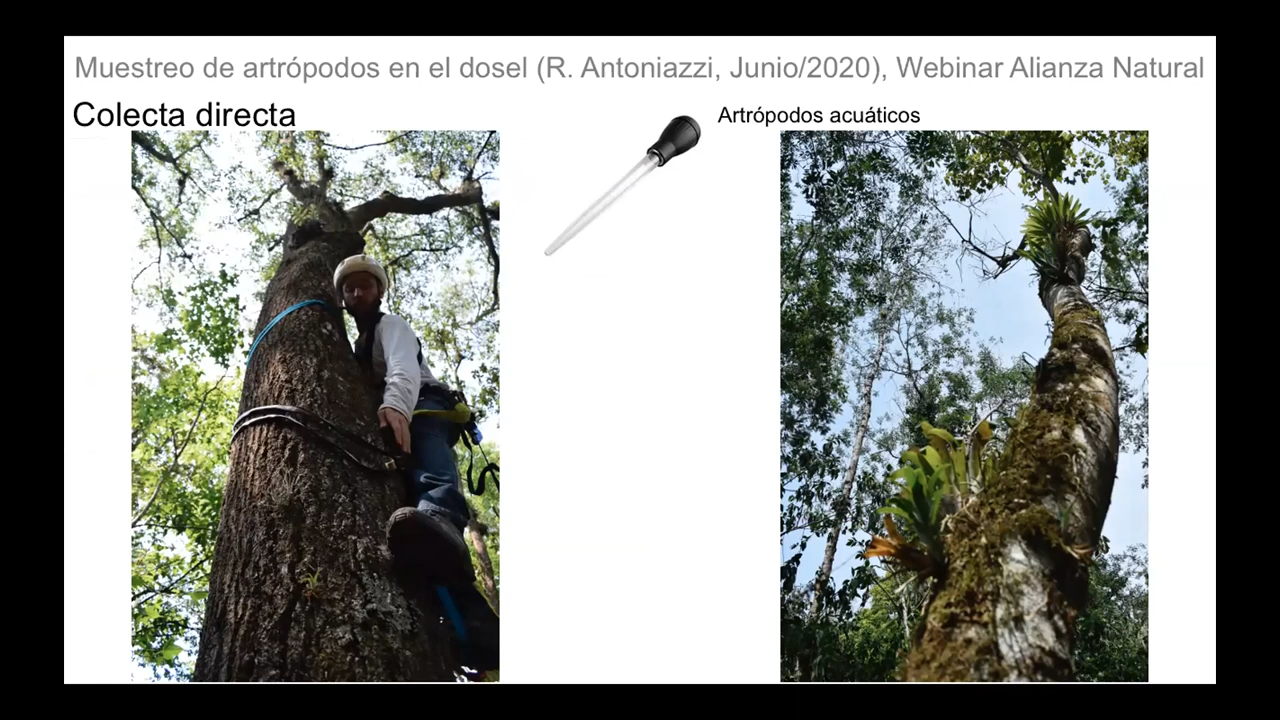 Muestreo de artrópodos en el dosel (R. Antoniazzi, Junio/2020), Webinar Alianza Natural
Colecta directa
Artrópodos acuáticos